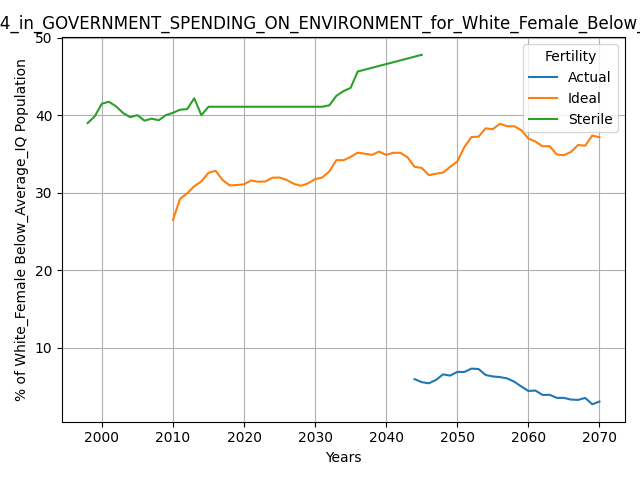 4_in_GOVERNMENT_SPENDING_ON_ENVIRONMENT_for_White_Female_Below_
% of White_Female Below_Average_IQ Population
50
40
30
20
10
Fertility
Actual
Ideal
Sterile
2000 2010 2020 2030 2040 2050 2060 2070
Years